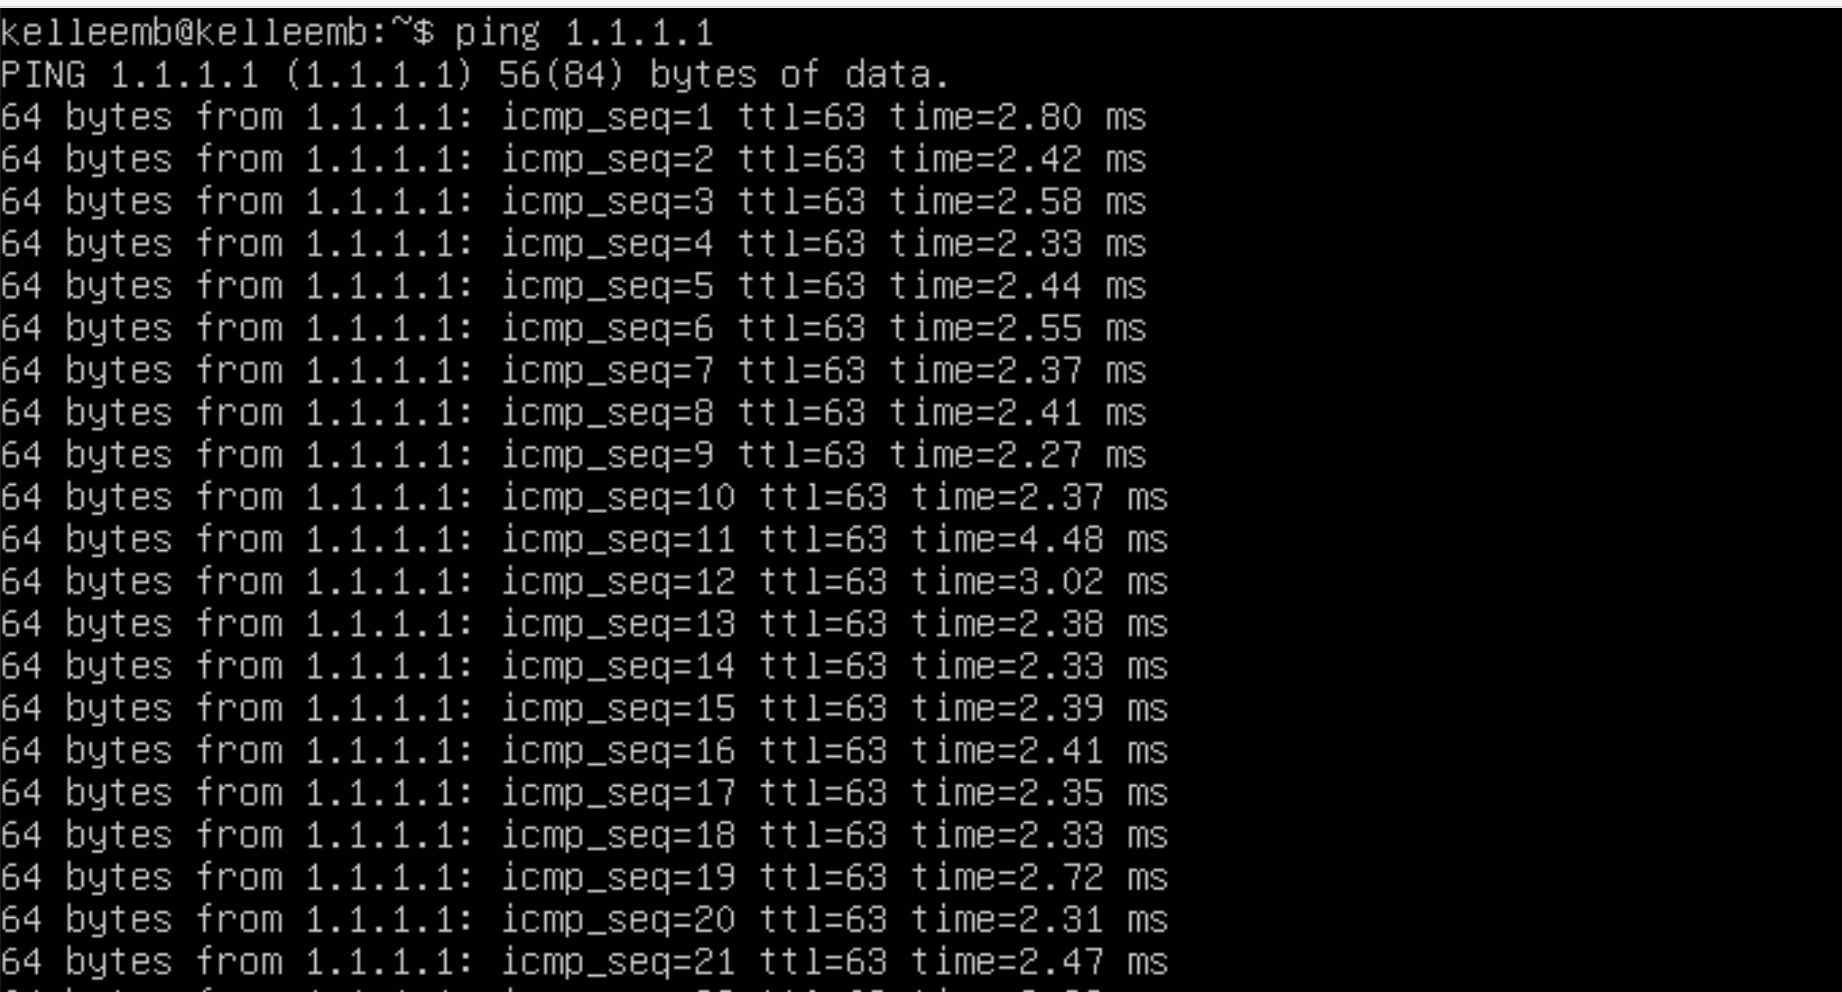 kelleemb@kelleemb:~$ ping 1.1.1.1
PING 1.1.1.1 (1.1.1.1) 56(84) bytes of data.
64 bytes from 1.1.1.1: icmp_seq=1 ttl=63 time=2.80 ms
64 bytes from 1.1.1.1: icmp_seq=2 ttl=63 time=2.42 ms
64 bytes from 1.1.1.1: icmp_seq=3 ttl=63 time=2.58 ms
64 bytes from 1.1.1.1: icmp_seq=4 ttl=63 time=2.33 ms
64 bytes from 1.1.1.1: icmp_seq=5 ttl=63 time=2.44 ms
64 bytes from 1.1.1.1: icmp_seq=6 ttl=63 time=2.55 ms
64 bytes from 1.1.1.1: icmp_seq=7 ttl=63 time=2.37 ms
64 bytes from 1.1.1.1: icmp_seq=8 ttl=63 time=2.41 ms
64 bytes from 1.1.1.1: icmp_seq=9 ttl=63 time=2.27 ms
64 bytes from 1.1.1.1: icmp_seq=10 ttl=63 time=2.37 ms
64 bytes from 1.1.1.1: icmp_seq=11 ttl=63 time=4.48 ms
64 bytes from 1.1.1.1: icmp_seq=12 ttl=63 time=3.02 ms
64 bytes from 1.1.1.1: icmp_seq=13 ttl=63 time=2.38 ms
64 bytes from 1.1.1.1: icmp_seq=14 ttl=63 time=2.33 ms
64 bytes from 1.1.1.1: icmp_seq=15 ttl=63 time=2.39 ms
64 bytes from 1.1.1.1: icmp_seq=16 ttl=63 time=2.41 ms
64 bytes from 1.1.1.1: icmp_seq=17 ttl=63 time=2.35 ms
64 bytes from 1.1.1.1: icmp_seq=18 ttl=63 time=2.33 ms
64 bytes from 1.1.1.1: icmp_seq=19 ttl=63 time=2.72 ms
64 bytes from 1.1.1.1: icmp_seq=20 ttl=63 time=2.31 ms
64 bytes from 1.1.1.1: icmp_seq=21 ttl=63 time=2.47 ms